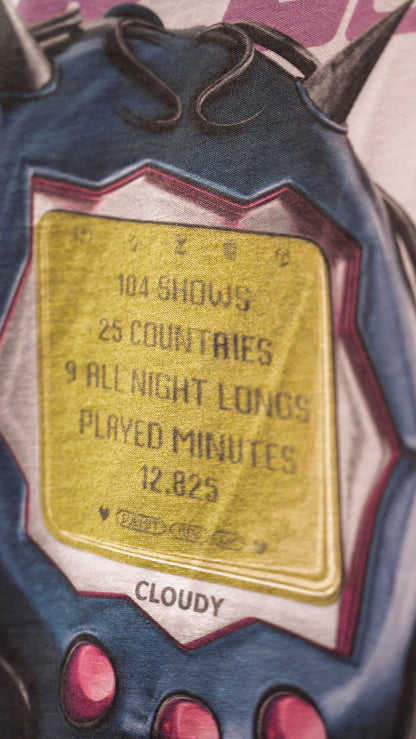 104 SHOWS
25 COUNTRIES
9 ALL NIGHT LONGS
PLAYED MINUTES
12.825
CLOUDY